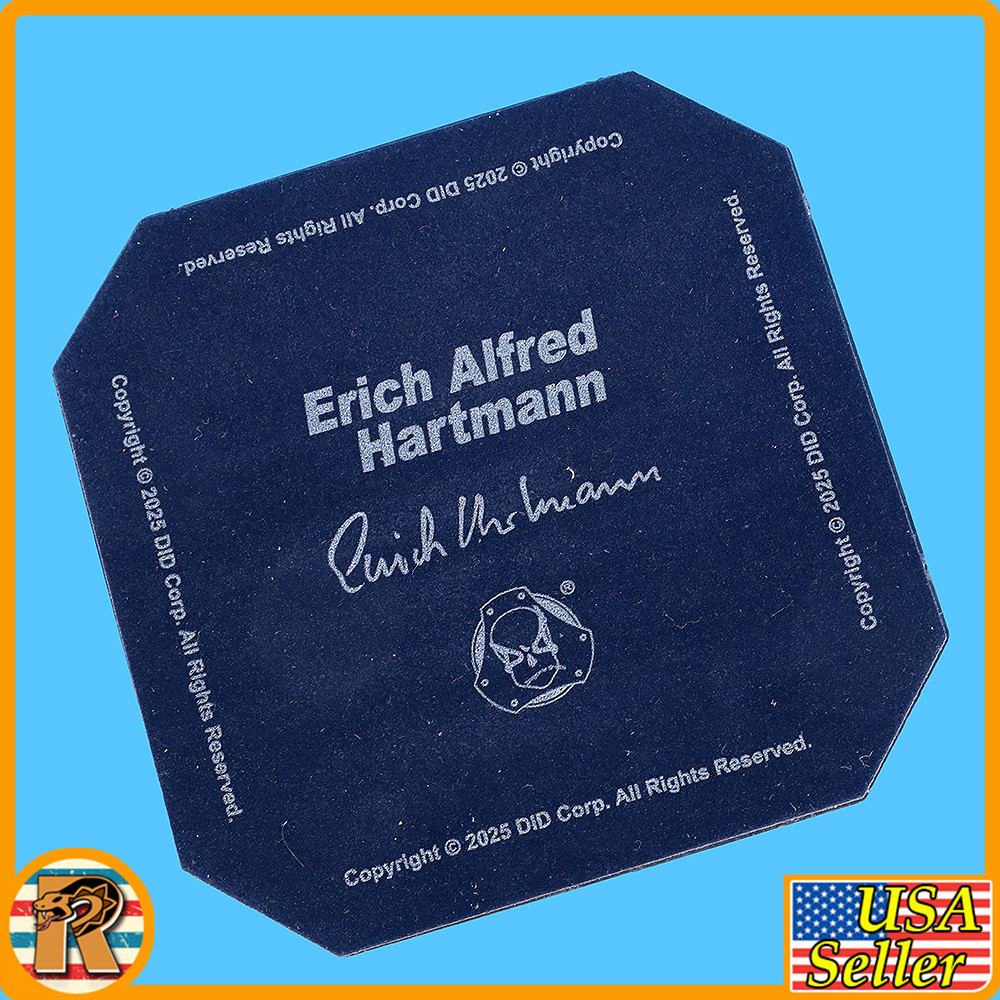 Copyright © 2025 DID Corp. All Rights Reserved.
Copyright © 2025 DID Corp. All Rights Reserved.
Copyright © 2025 DID Corp. All Rights Reserved.
Erich Alfred
Hartmann
Erich Hartmann
®
Copyright © 2025 DID Corp. All Rights Reserved.
R
USA
Seller